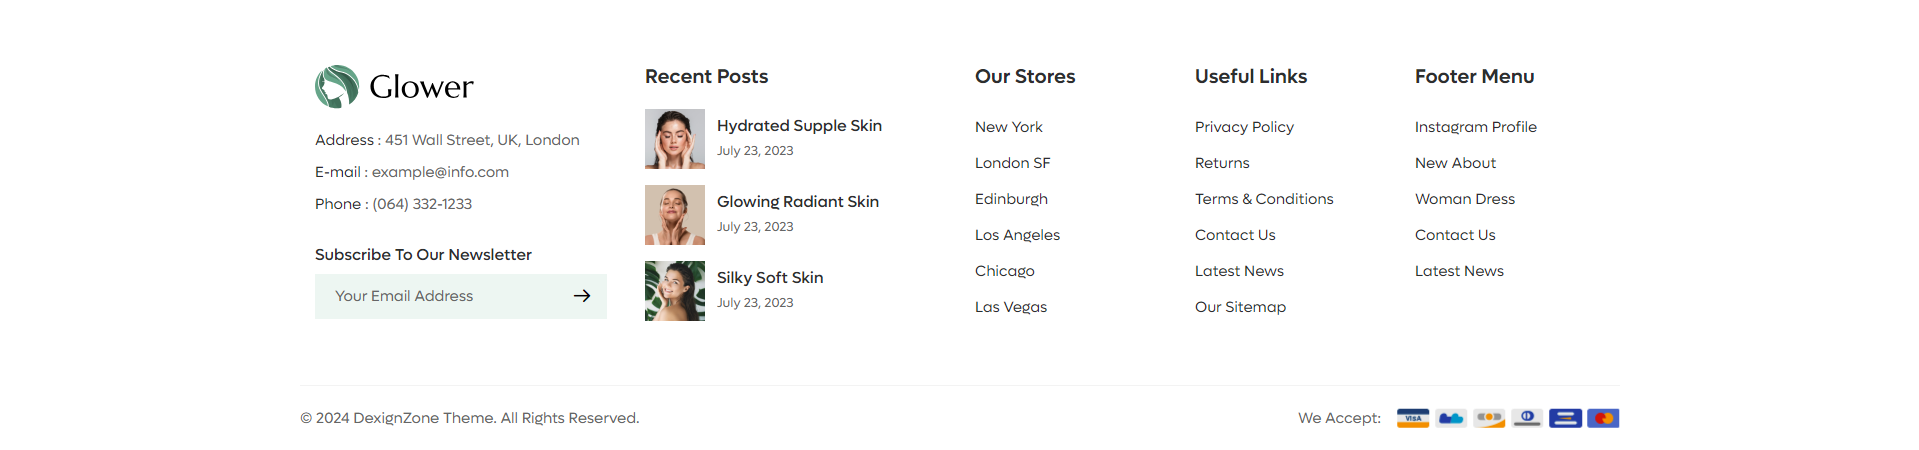 Glower
Address : 451 Wall Street, UK, London
E-mail : example@info.com
Phone : (064) 332-1233
Subscribe To Our Newsletter
Your Email Address
Recent Posts
Hydrated Supple Skin
July 23, 2023
Glowing Radiant Skin
July 23, 2023
Silky Soft Skin
July 23, 2023
Our Stores
New York
London SF
Edinburgh
Los Angeles
Chicago
Las Vegas
Useful Links
Privacy Policy
Returns
Terms & Conditions
Contact Us
Latest News
Our Sitemap
Footer Menu
Instagram Profile
New About
Woman Dress
Contact Us
Latest News
© 2024 DexignZone Theme. All Rights Reserved.
We Accept:
VISA